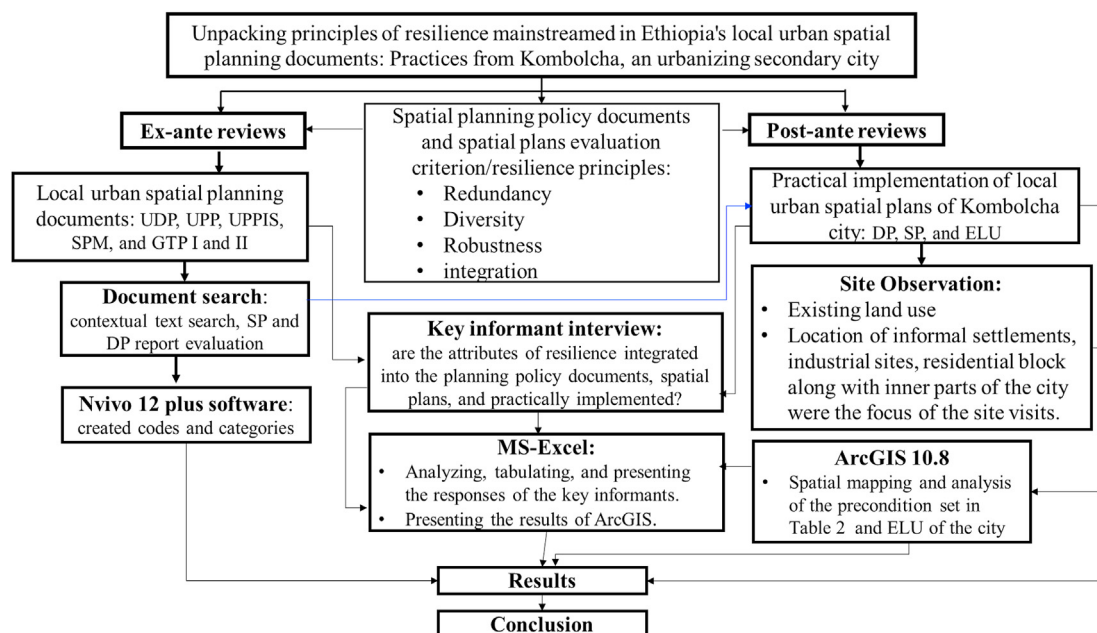 Unpacking principles of resilience mainstreamed in Ethiopia's local urban spatial
planning documents: Practices from Kombolcha, an urbanizing secondary city
Ex-ante reviews
Spatial planning policy documents
and spatial plans evaluation
criterion/resilience principles:
• Redundancy
• Diversity
• Robustness
• integration
Post-ante reviews
Local urban spatial planning
documents: UDP, UPP, UPPIS,
SPM, and GTP I and II
Practical implementation of local
urban spatial plans of Kombolcha
city: DP, SP, and ELU
Document search:
contextual text search, SP and
DP report evaluation
Site Observation:
• Existing land use
• Location of informal settlements,
industrial sites, residential block
along with inner parts of the city
were the focus of the site visits.
Key informant interview:
are the attributes of resilience integrated
into the planning policy documents, spatial
plans, and practically implemented?
Nvivo 12 plus software:
created codes and categories
MS-Excel:
• Analyzing, tabulating, and presenting
the responses of the key informants.
• Presenting the results of ArcGIS.
ArcGIS 10.8
• Spatial mapping and analysis
of the precondition set in
Table 2 and ELU of the city
Results
Conclusion